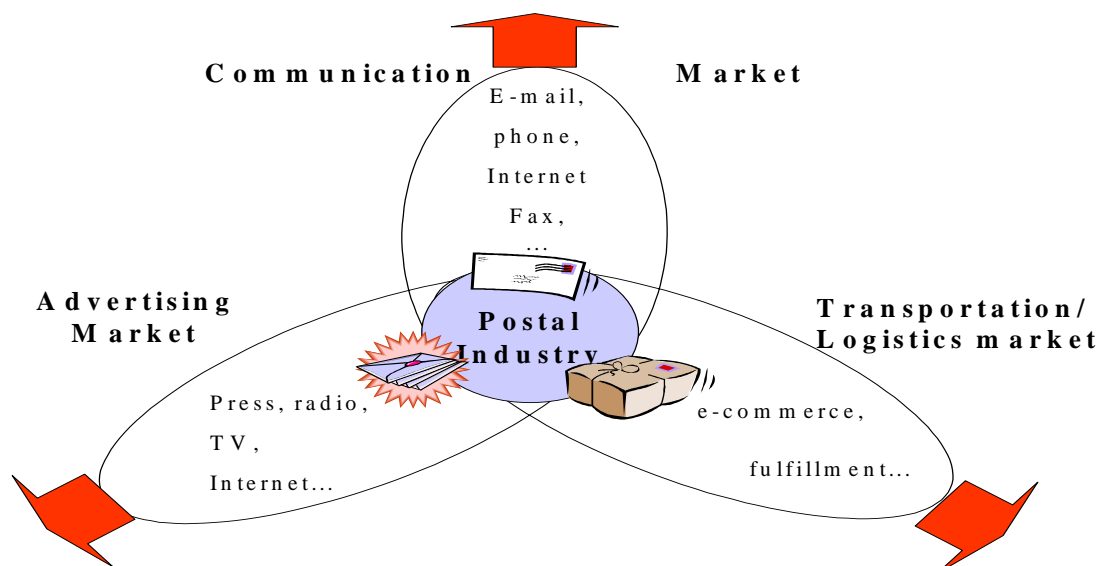 Communication Market
E-mail,
phone,
Internet
Fax,
...
Advertising
Market
Transportation/
Logistics market
Postal
Industry
Press, radio,
TV,
Internet...
e-commerce,
fulfillment...